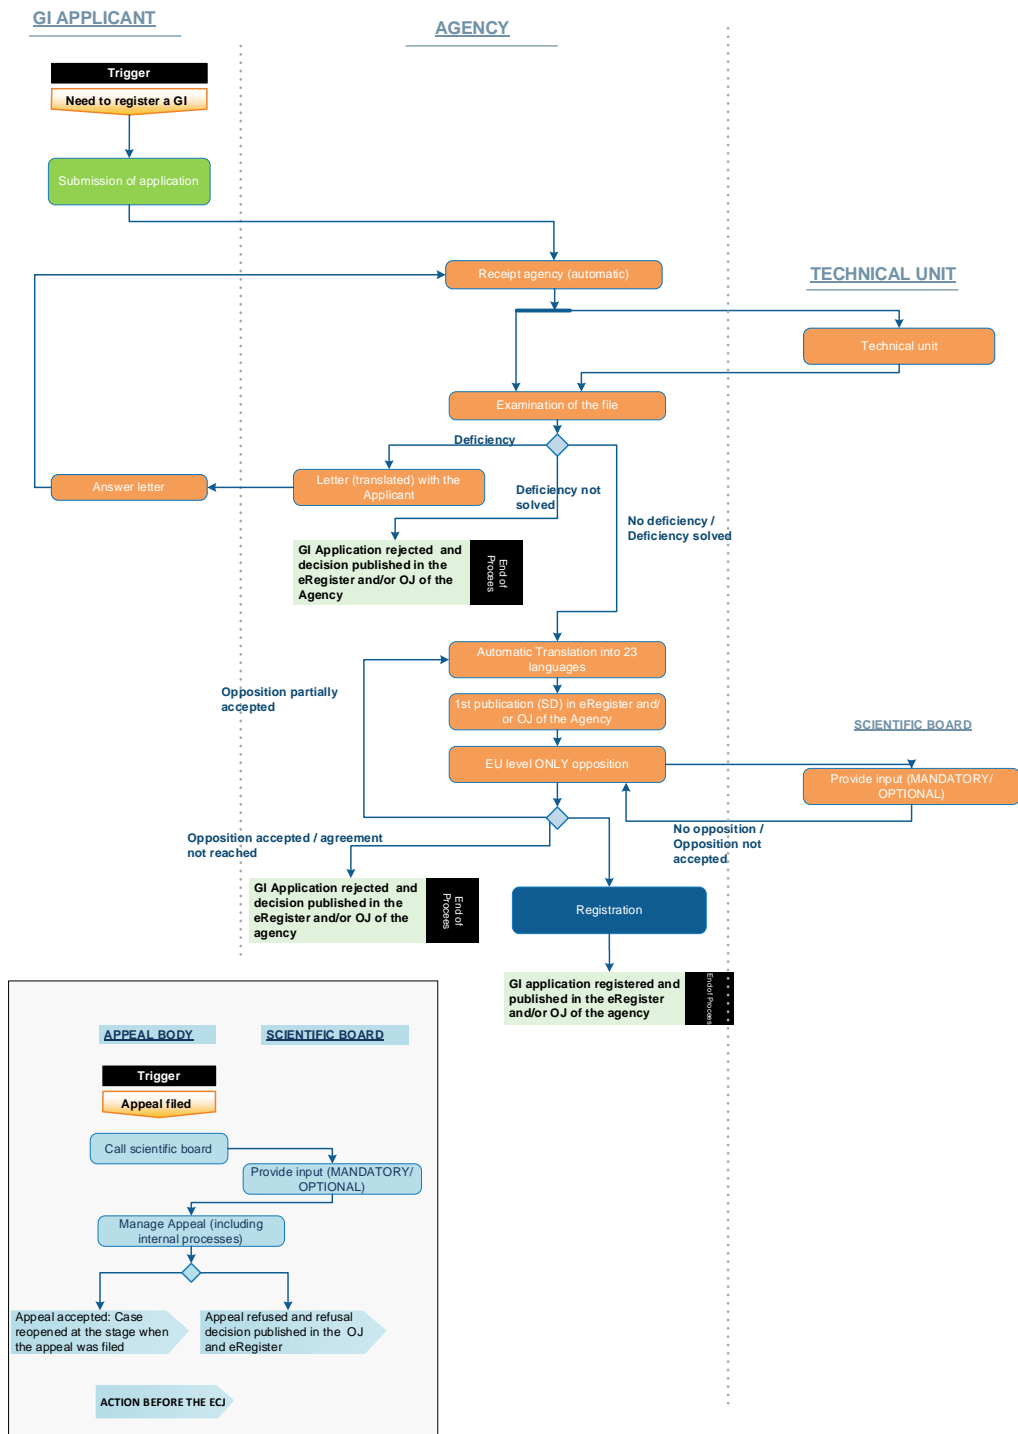 GI APPLICANT
AGENCY
Trigger
Need to register a GI
Submission of application
Receipt agency (automatic)
TECHNICAL UNIT
Technical unit
Examination of the file
Deficiency
Letter (translated) with the
Applicant
Answer letter
Deficiency not
solved
No deficiency /
Deficiency solved
GI Application rejected and
decision published in the
eRegister and/or OJ of the
Agency
End of
Procees
Automatic Translation into 23
languages
Opposition partially
accepted
1st publication (SD) in eRegister and/
or OJ of the Agency
SCIENTIFIC BOARD
EU level ONLY opposition
Provide input (MANDATORY/
OPTIONAL)
No opposition /
Opposition not
accepted
Opposition accepted / agreement
not reached
GI Application rejected and
decision published in the
eRegister and/or OJ of the
agency
End of
Procees
Registration
GI application registered and
published in the eRegister
and/or OJ of the agency
End of Procees
APPEAL BODY
SCIENTIFIC BOARD
Trigger
Appeal filed
Call scientific board
Provide input (MANDATORY/
OPTIONAL)
Manage Appeal (including
internal processes)
Appeal accepted: Case
reopened at the stage when
the appeal was filed
Appeal refused and refusal
decision published in the OJ
and eRegister
ACTION BEFORE THE ECJ